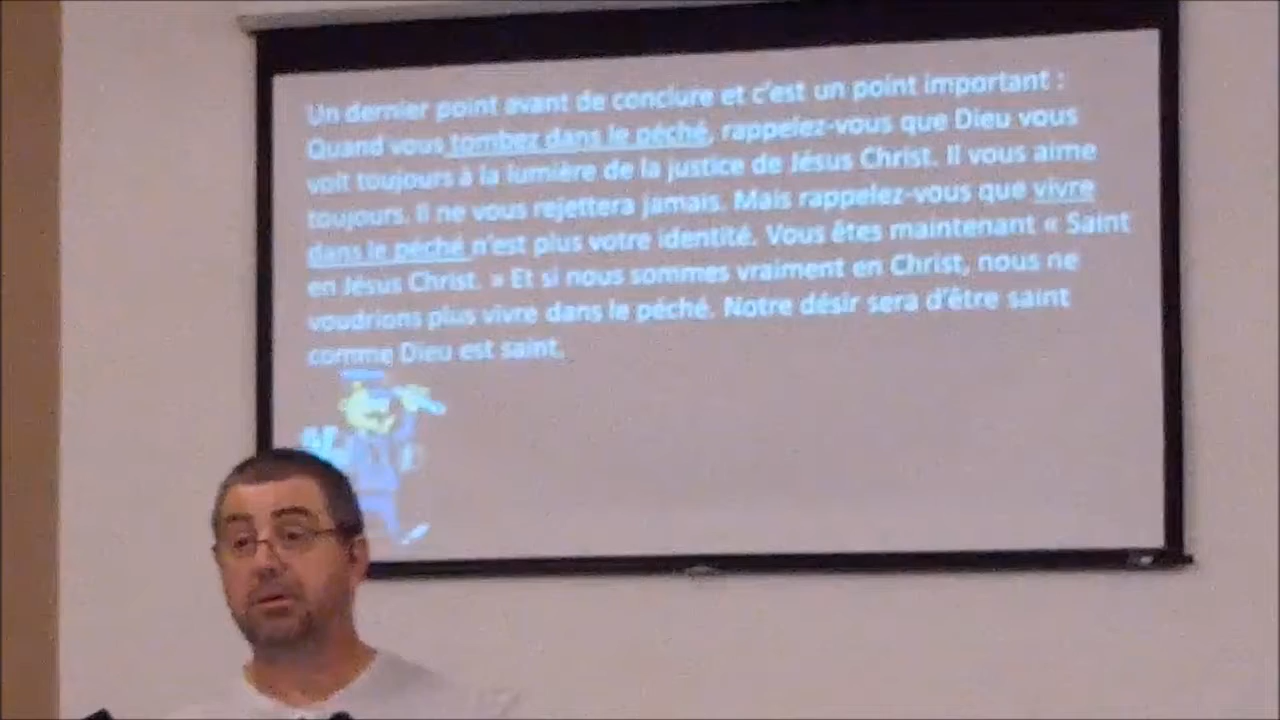 Un dernier point avant de conclure et c'est un point important :
Quand vous tombez dans le péché, rappelez-vous que Dieu vous
voit toujours à la lumière de la justice de Jésus Christ. Il vous aime
toujours. Il ne vous rejettera jamais. Mais rappelez-vous que vivre
dans le péché n'est plus votre identité. Vous êtes maintenant « Saint
en Jésus Christ. » Et si nous sommes vraiment en Christ, nous ne
voudrions plus vivre dans le péché. Notre désir sera d'être saint
comme Dieu est saint.